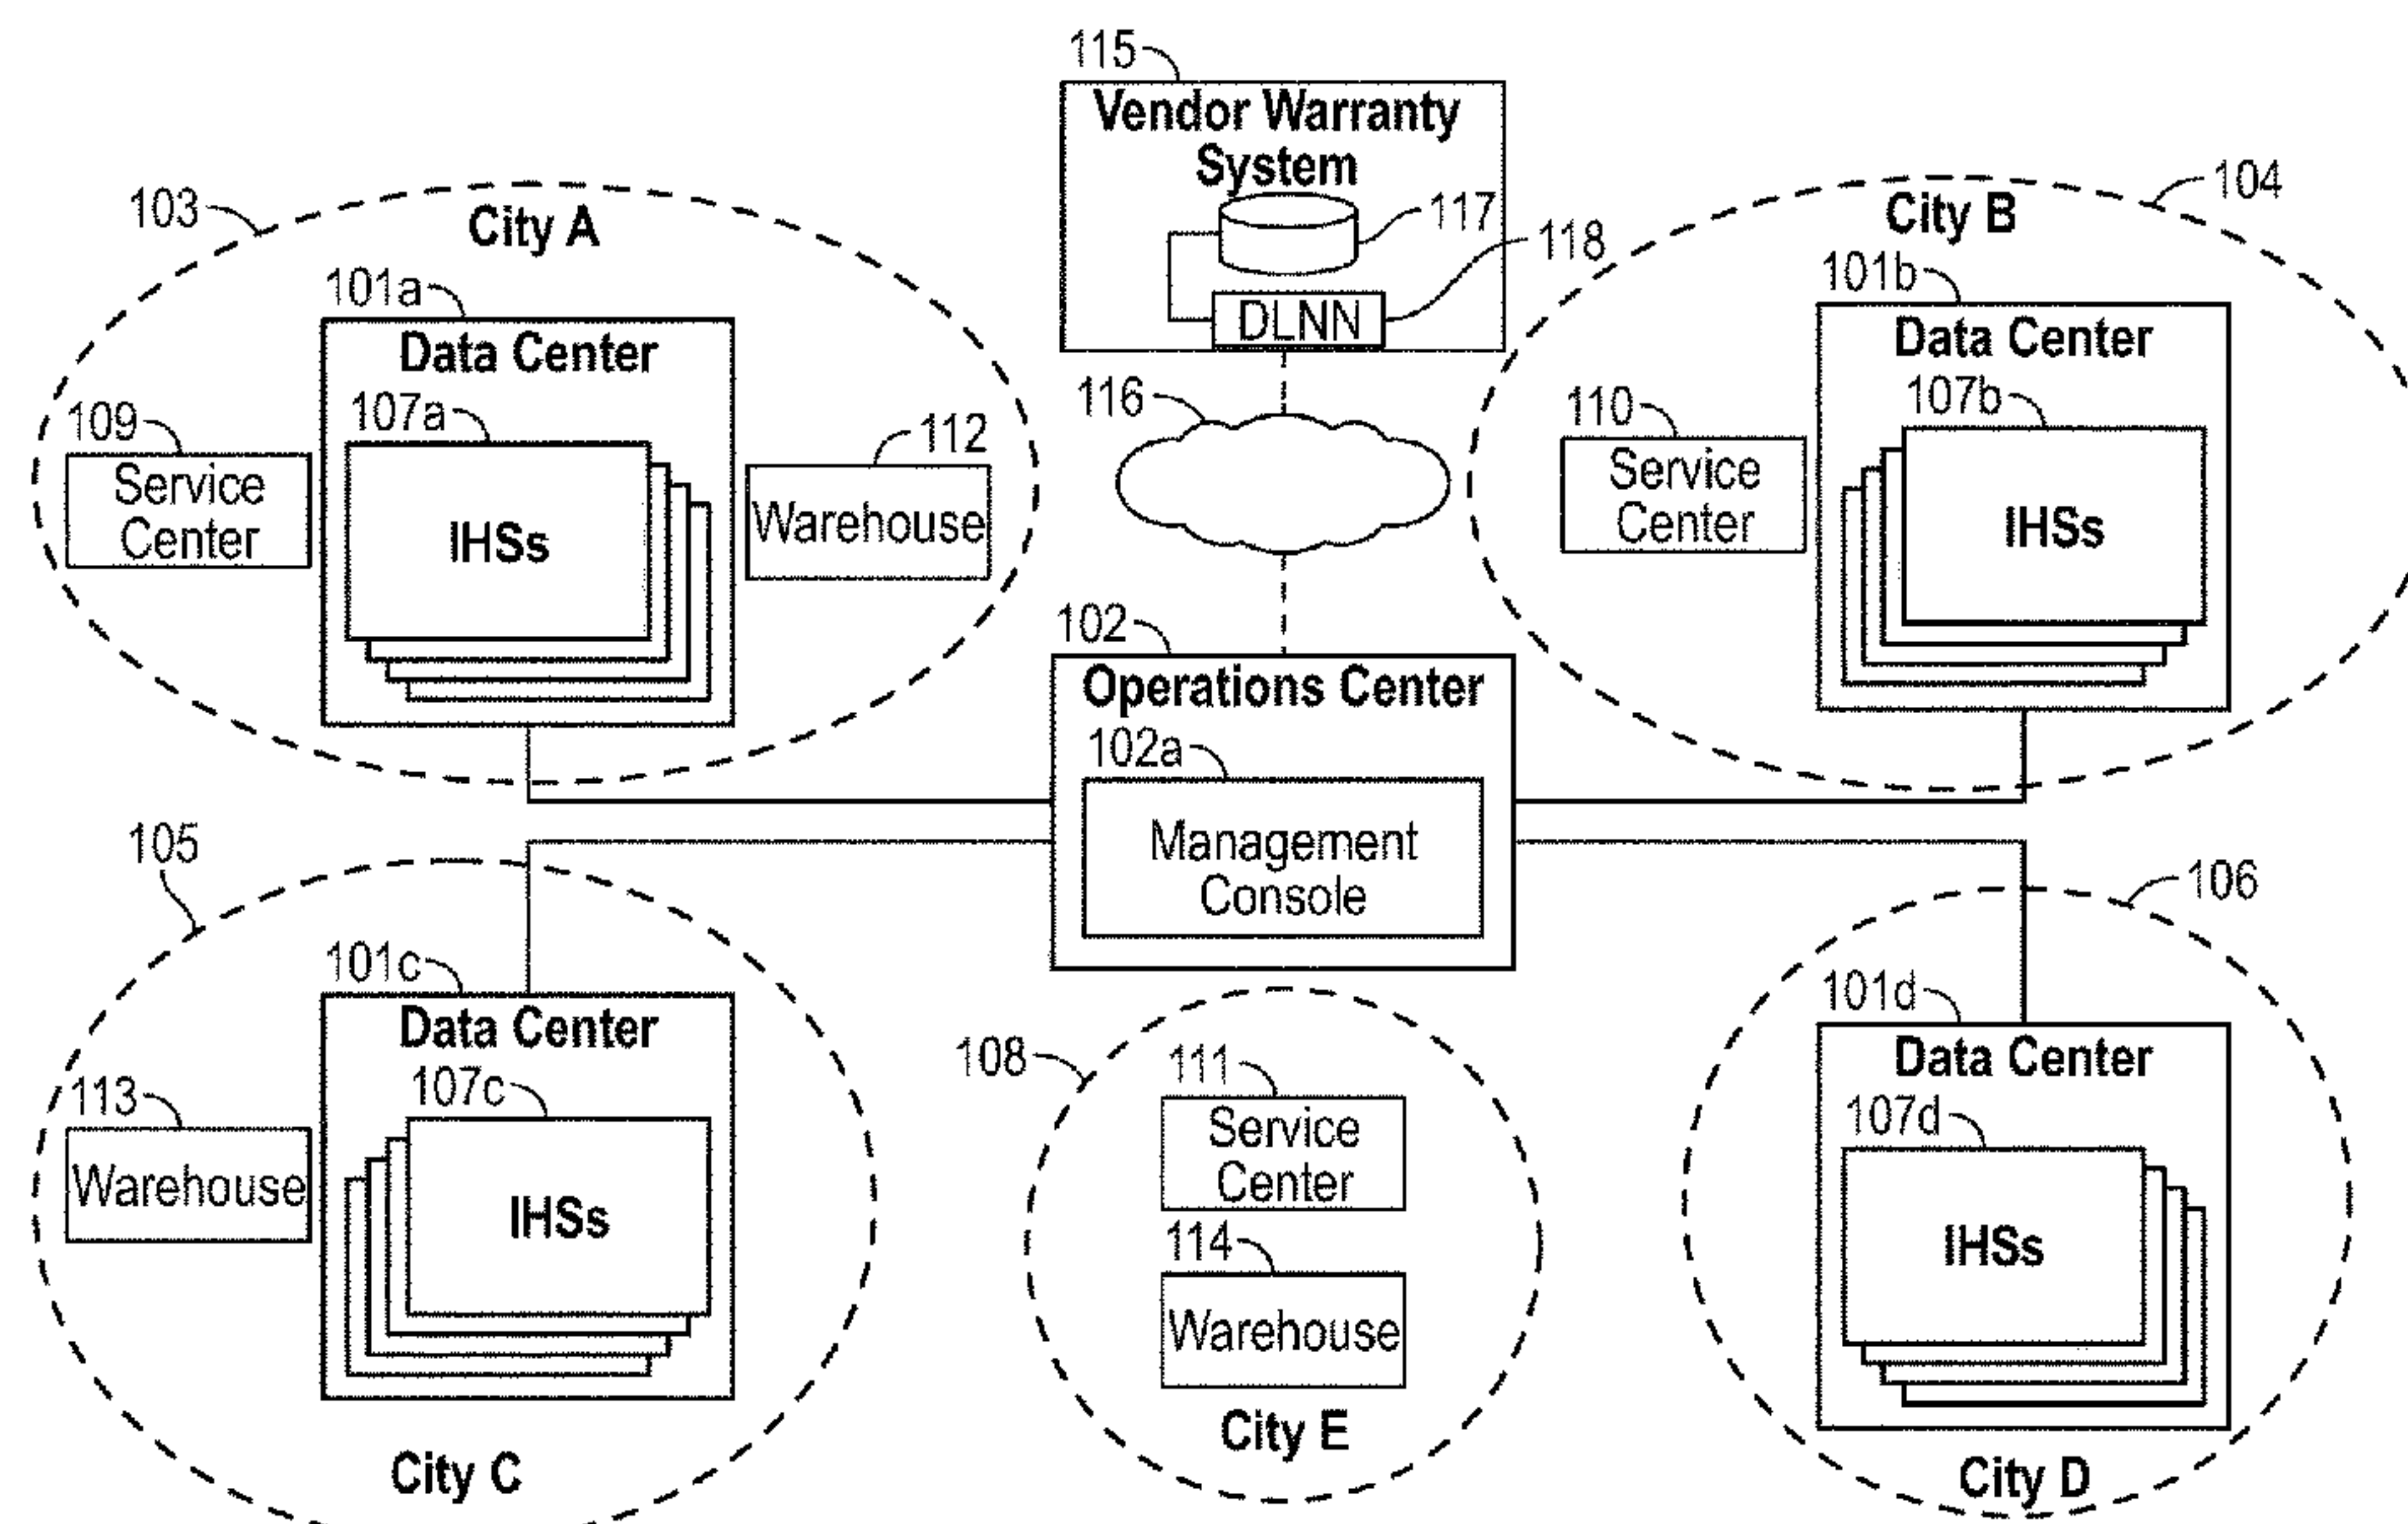 115
Vendor Warranty
System
117
118
DLNN
103
City A
101a
Data Center
107a
IHSs
109
Service
Center
112
Warehouse
104
City B
101b
Data Center
107b
IHSs
110
Service
Center
116
102
Operations Center
102a
Management
Console
105
101c
Data Center
107c
IHSs
113
Warehouse
City C
108
111
Service
Center
114
Warehouse
City E
106
101d
Data Center
107d
IHSs
City D